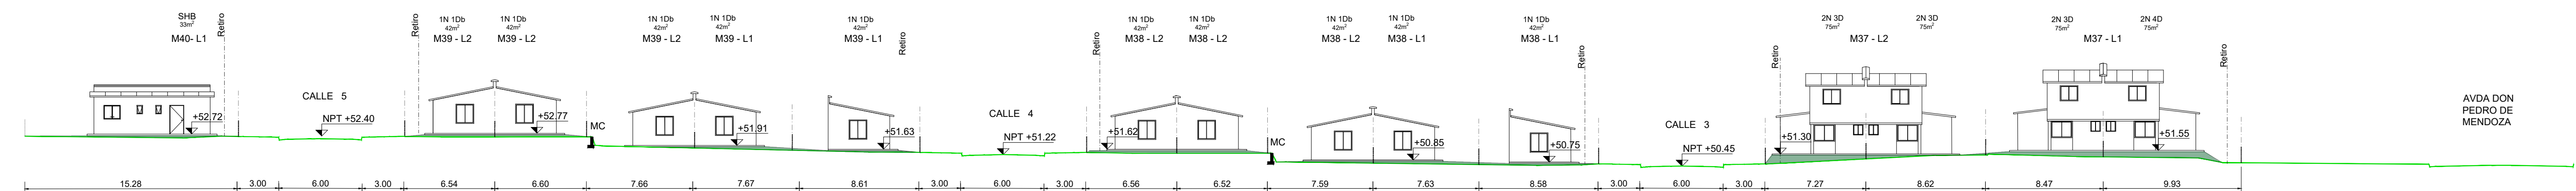 SHB
33m²
M40- L1
Retiro
CALLE 5
NPT +52.40
+52.72
Retiro
1N 1Db 1N 1Db
42m² 42m²
M39 - L2 M39 - L2
+52.77
MC
1N 1Db 1N 1Db
42m² 42m²
M39 - L2 M39 - L1
+51.91
1N 1Db
42m²
M39 - L1
Retiro
+51.63
CALLE 4
NPT +51.22
Retiro
1N 1Db 1N 1Db
42m² 42m²
M38 - L2 M38 - L2
+51.62
MC
1N 1Db 1N 1Db
42m² 42m²
M38 - L2 M38 - L1
+50.85
1N 1Db
42m²
M38 - L1
Retiro
+50.75
CALLE 3
NPT +50.45
Retiro
2N 3D 2N 3D
75m² 75m²
M37 - L2
+51.30
2N 3D 2N 4D
75m² 75m²
M37 - L1
+51.55
Retiro
AVDA DON
PEDRO DE
MENDOZA
15.28 3.00 6.00 3.00 6.54 6.60 7.66 7.67 8.61 3.00 6.00 3.00 6.56 6.52 7.59 7.63 8.58 3.00 6.00 3.00 7.27 8.62 8.47 9.93